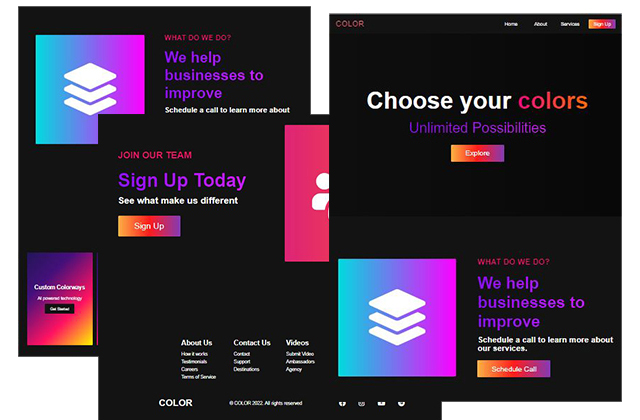 WHAT DO WE DO?
We help
businesses to
improve
Schedule a call to learn more about
Custom Colorways
AI powered technology
Get Started
JOIN OUR TEAM
Sign Up Today
See what make us different
Sign Up
About Us
How it works
Testimonials
Careers
Terms of Service
Contact Us
Contact
Support
Destinations
Videos
Submit Video
Ambassadors
Agency
COLOR
© COLOR 2022. All rights reserved
COLOR
Home
About
Services
Sign Up
Choose your colors
Unlimited Possibilities
Explore
WHAT DO WE DO?
We help
businesses to
improve
Schedule a call to learn more about
our services.
Schedule Call